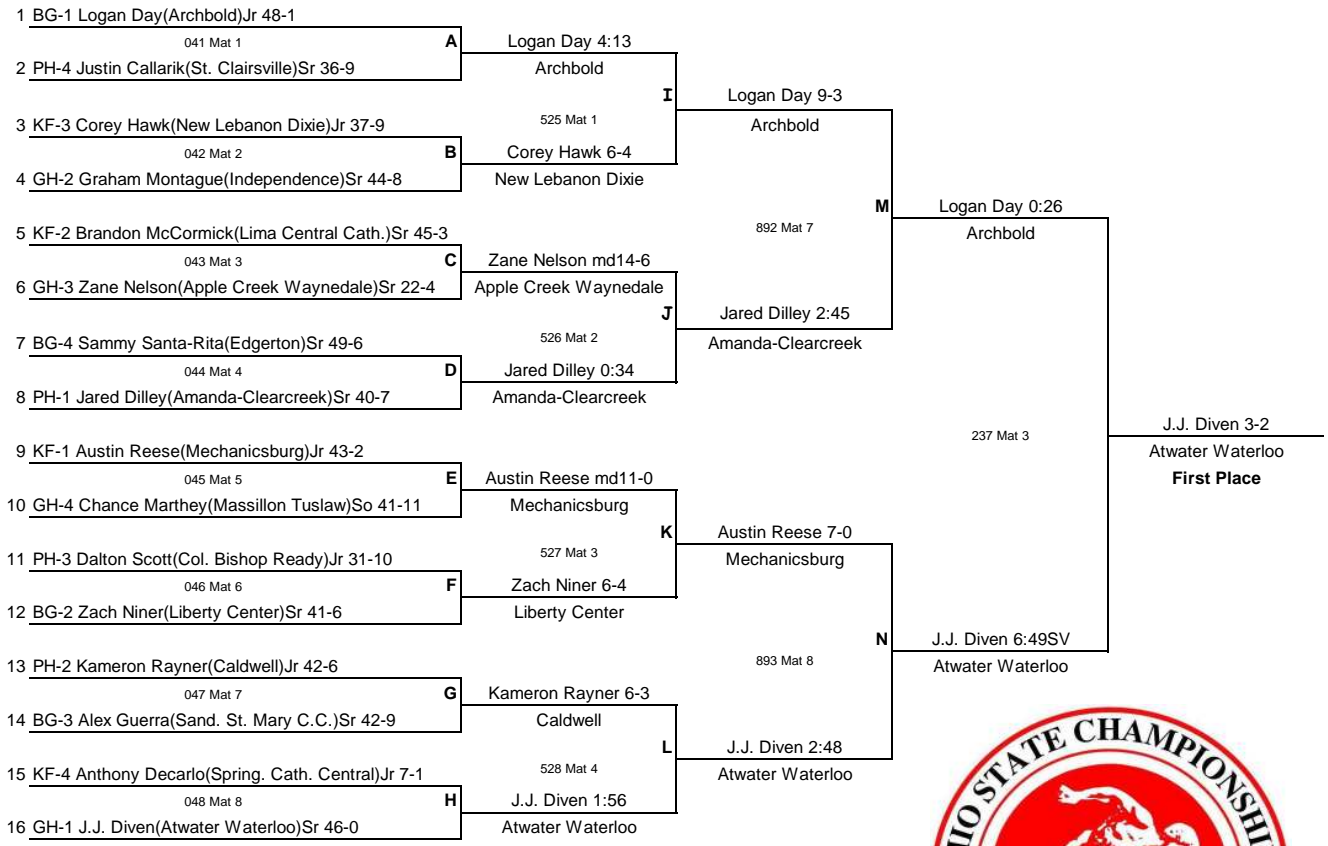 1 BG-1 Logan Day(Archbold)Jr 48-1
041 Mat 1
A
2 PH-4 Justin Callarik(St. Clairsville)Sr 36-9
Logan Day 4:13
Archbold
I
525 Mat 1
3 KF-3 Corey Hawk(New Lebanon Dixie)Jr 37-9
042 Mat 2
B
4 GH-2 Graham Montague(Independence)Sr 44-8
Corey Hawk 6-4
New Lebanon Dixie
Logan Day 9-3
Archbold
M
892 Mat 7
5 KF-2 Brandon McCormick(Lima Central Cath.)Sr 45-3
043 Mat 3
C
6 GH-3 Zane Nelson(Apple Creek Waynedale)Sr 22-4
Zane Nelson md14-6
Apple Creek Waynedale
J
526 Mat 2
7 BG-4 Sammy Santa-Rita(Edgerton)Sr 49-6
044 Mat 4
D
8 PH-1 Jared Dilley(Amanda-Clearcreek)Sr 40-7
Jared Dilley 0:34
Amanda-Clearcreek
Jared Dilley 2:45
Amanda-Clearcreek
Logan Day 0:26
Archbold
237 Mat 3
9 KF-1 Austin Reese(Mechanicsburg)Jr 43-2
045 Mat 5
E
10 GH-4 Chance Marthey(Massillon Tuslaw)So 41-11
Austin Reese md11-0
Mechanicsburg
K
527 Mat 3
11 PH-3 Dalton Scott(Col. Bishop Ready)Jr 31-10
046 Mat 6
F
12 BG-2 Zach Niner(Liberty Center)Sr 41-6
Zach Niner 6-4
Liberty Center
Austin Reese 7-0
Mechanicsburg
N
893 Mat 8
13 PH-2 Kameron Rayner(Caldwell)Jr 42-6
047 Mat 7
G
14 BG-3 Alex Guerra(Sand. St. Mary C.C.)Sr 42-9
Kameron Rayner 6-3
Caldwell
L
528 Mat 4
15 KF-4 Anthony Decarlo(Spring. Cath. Central)Jr 7-1
048 Mat 8
H
16 GH-1 J.J. Diven(Atwater Waterloo)Sr 46-0
J.J. Diven 1:56
Atwater Waterloo
J.J. Diven 2:48
Atwater Waterloo
J.J. Diven 6:49SV
Atwater Waterloo
J.J. Diven 3-2
Atwater Waterloo
First Place
STATE